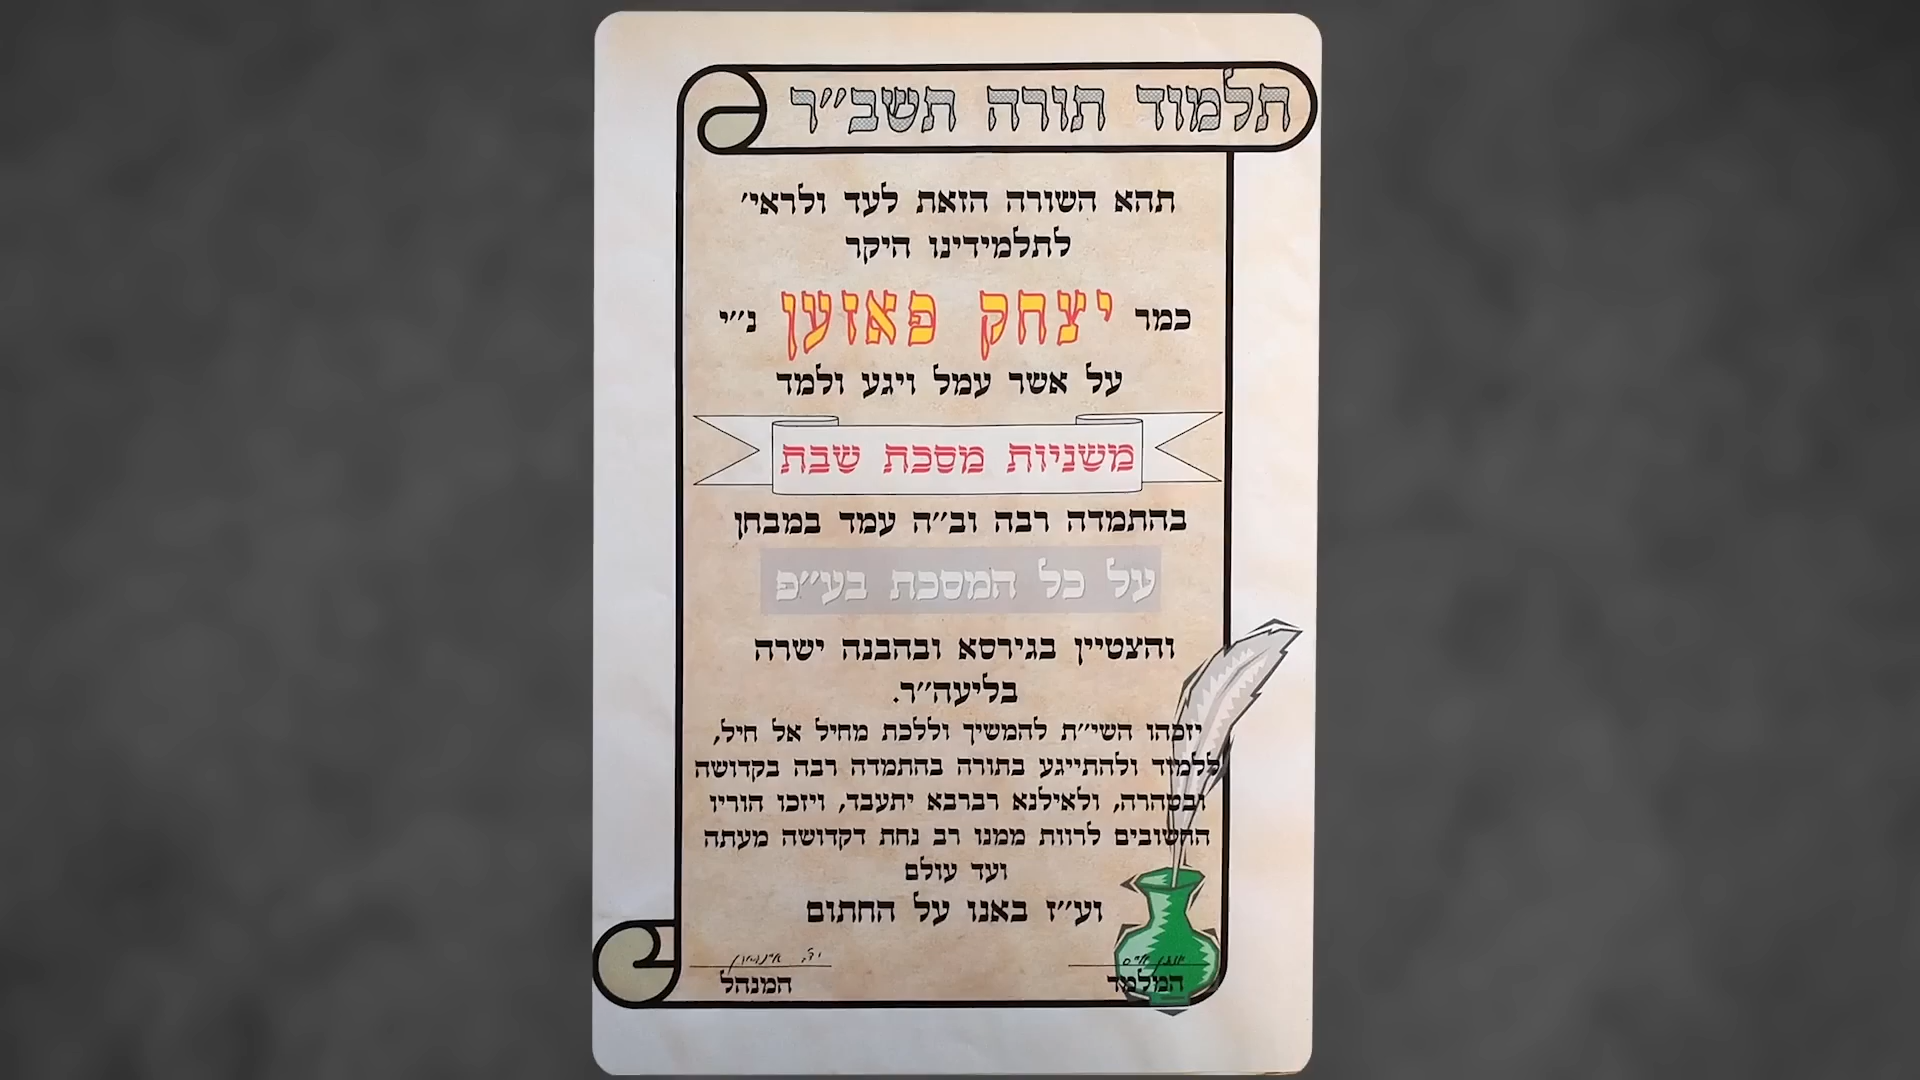 תלמוד תורה תשב״ר
תהא השורה הזאת לעד ולראי׳
לתלמידינו היקר
כמר יצחק פאזען נ״י
על אשר עמל ויגע ולמד
משניות מסכת שבת
בהתמדה רבה וב״ה עמד במבחן
על כל המסכת בע״פ
והצטיין בגירסא ובהבנה ישרה
בליעה״ר.
יזכהו השי״ת להמשיך וללכת מחיל אל חיל,
ללמוד ולהתייגע בתורה בהתמדה רבה בקדושה
ובטהרה, ולאילנא רברבא יתעבד, ויזכו הוריו
החשובים לרוות ממנו רב נחת דקדושה מעתה
ועד עולם
וע״ז באנו על החתום
המלמד המנהל